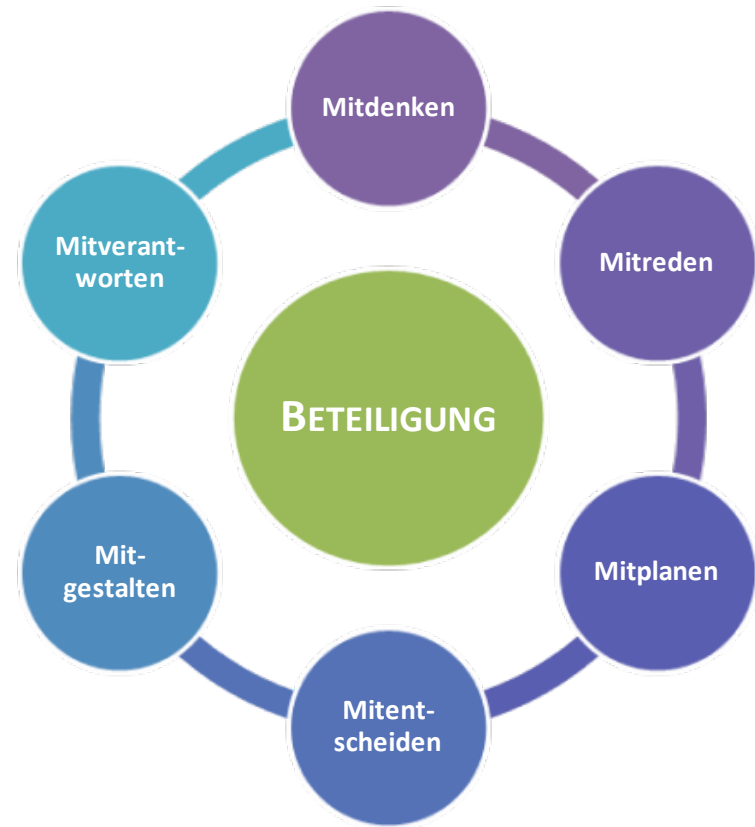 Mitdenken
Mitreden
Mitplanen
Mitent-
scheiden
Mit-
gestalten
Mitverant-
worten
BETEILIGUNG